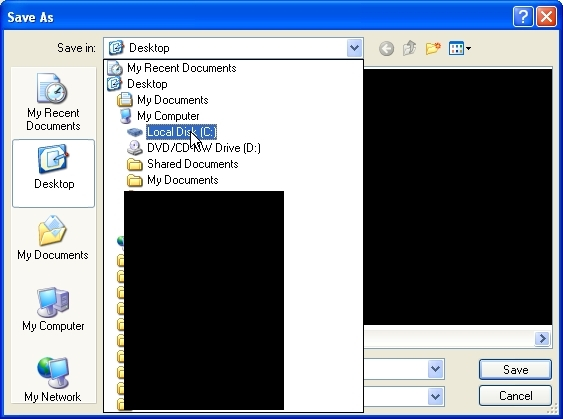 Save As
Save in:
Desktop
My Recent Documents
Desktop
My Documents
My Computer
Local Disk (C:)
DVD/CD-RW Drive (D:)
Shared Documents
My Documents
My Recent
Documents
Desktop
My Documents
My Computer
My Network
Save
Cancel